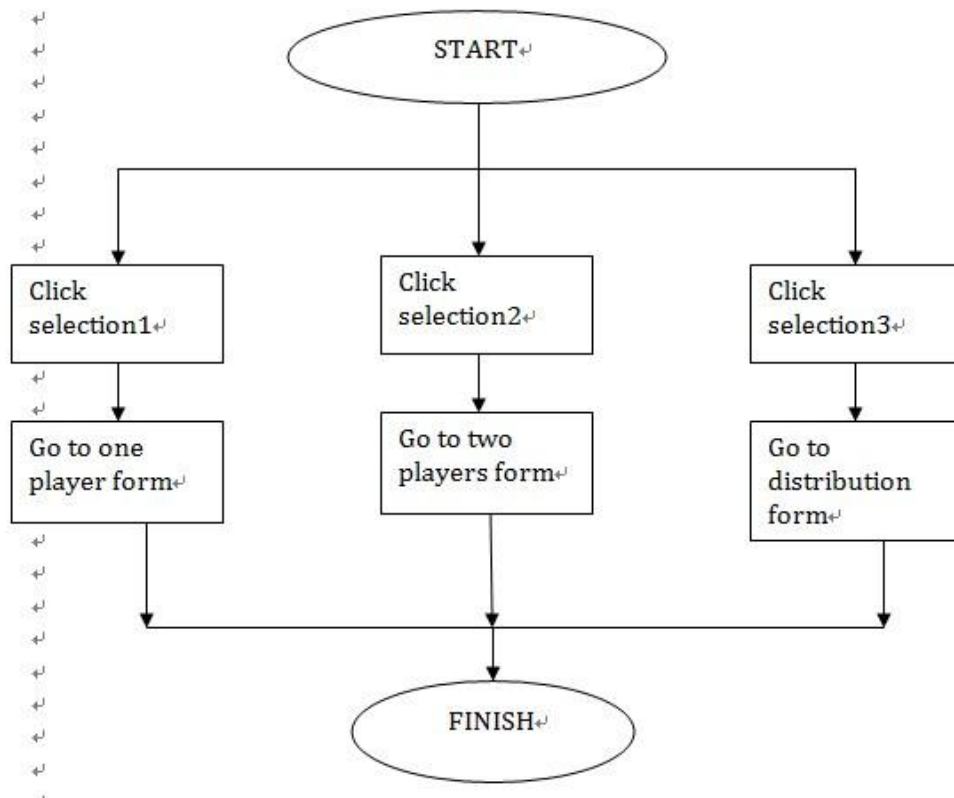 START
Click
selection1
Click
selection2
Click
selection3
Go to one
player form
Go to two
players form
Go to
distribution
form
FINISH